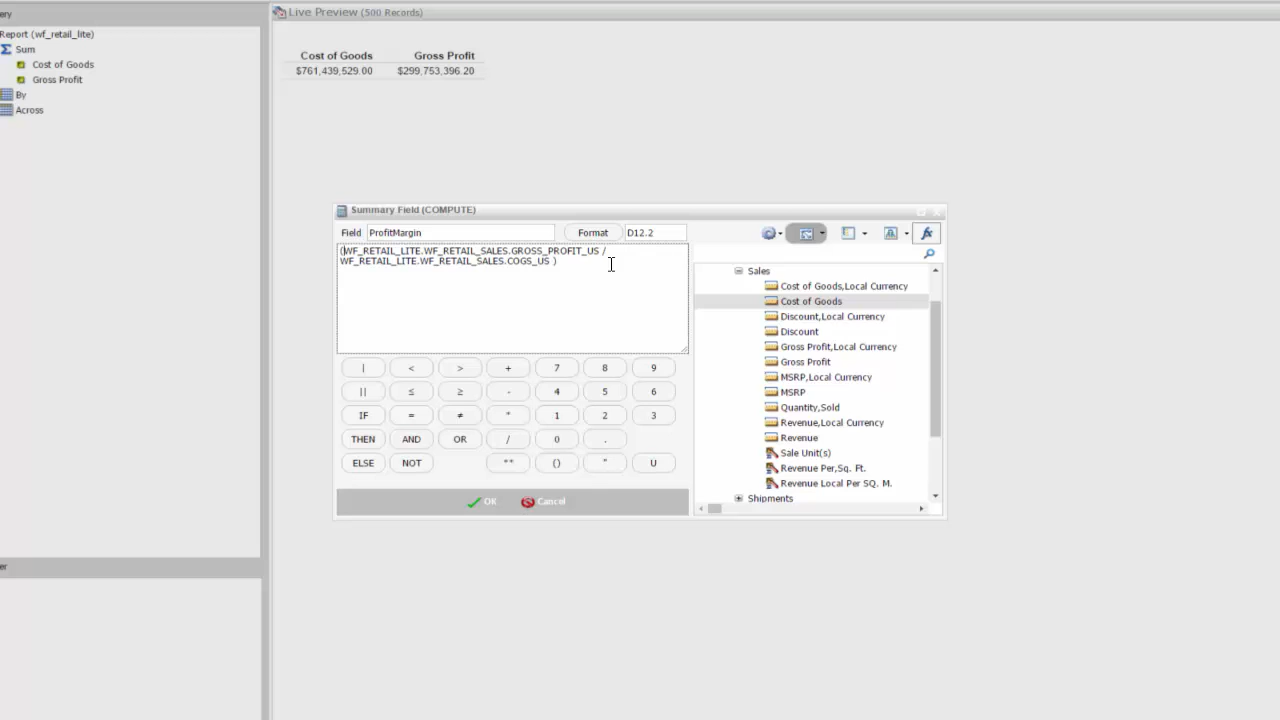 ery
Live Preview (500 Records)
Report (wf_retail_lite)
Sum
Cost of Goods
Gross Profit
By
Across
Cost of Goods Gross Profit
$761,439,529.00 $299,753,396.20
Summary Field (COMPUTE)
Field ProfitMargin Format D12.2
fx
(WF_RETAIL_LITE.WF_RETAIL_SALES.GROSS_PROFIT_US /
WF_RETAIL_LITE.WF_RETAIL_SALES.COGS_US )
| < > + 7 8 9
|| ≤ ≥ - 4 5 6
IF = ≠ * 1 2 3
THEN AND OR / 0 .
ELSE NOT ** () " U
OK Cancel
Sales
Cost of Goods,Local Currency
Cost of Goods
Discount,Local Currency
Discount
Gross Profit,Local Currency
Gross Profit
MSRP,Local Currency
MSRP
Quantity,Sold
Revenue,Local Currency
Revenue
Sale Unit(s)
Revenue Per,Sq. Ft.
Revenue Local Per SQ. M.
Shipments
er